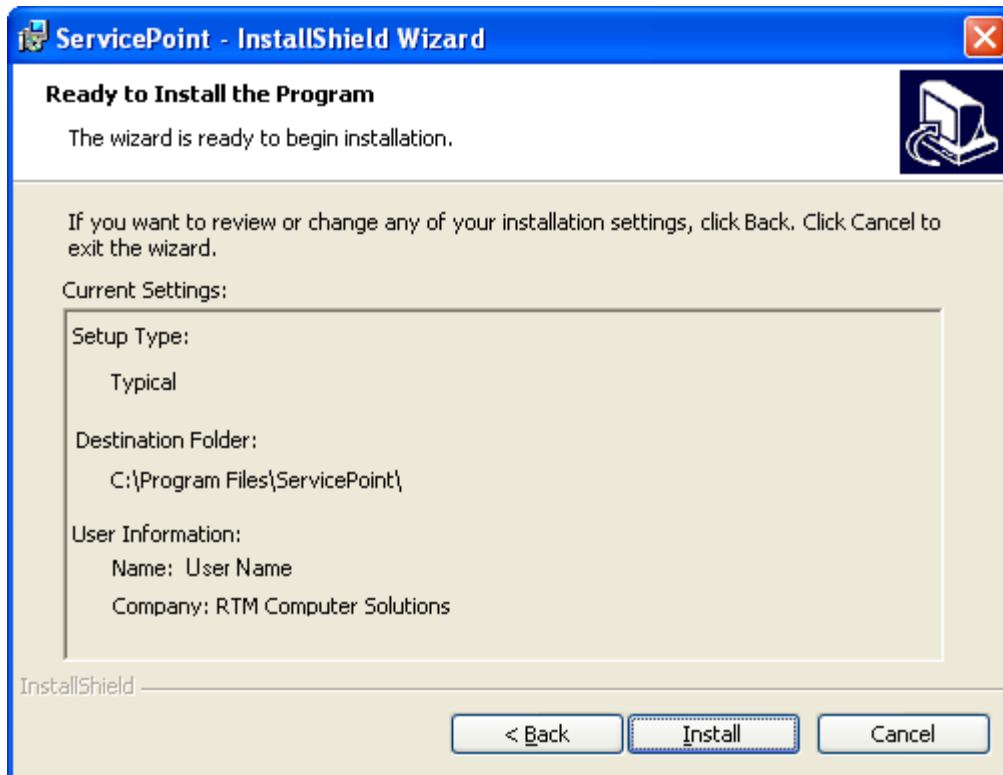 ServicePoint - InstallShield Wizard
Ready to Install the Program
The wizard is ready to begin installation.
If you want to review or change any of your installation settings, click Back. Click Cancel to
exit the wizard.
Current Settings:
Setup Type:
Typical
Destination Folder:
C:\Program Files\ServicePoint\
User Information:
Name: User Name
Company: RTM Computer Solutions
InstallShield
< Back
Install
Cancel